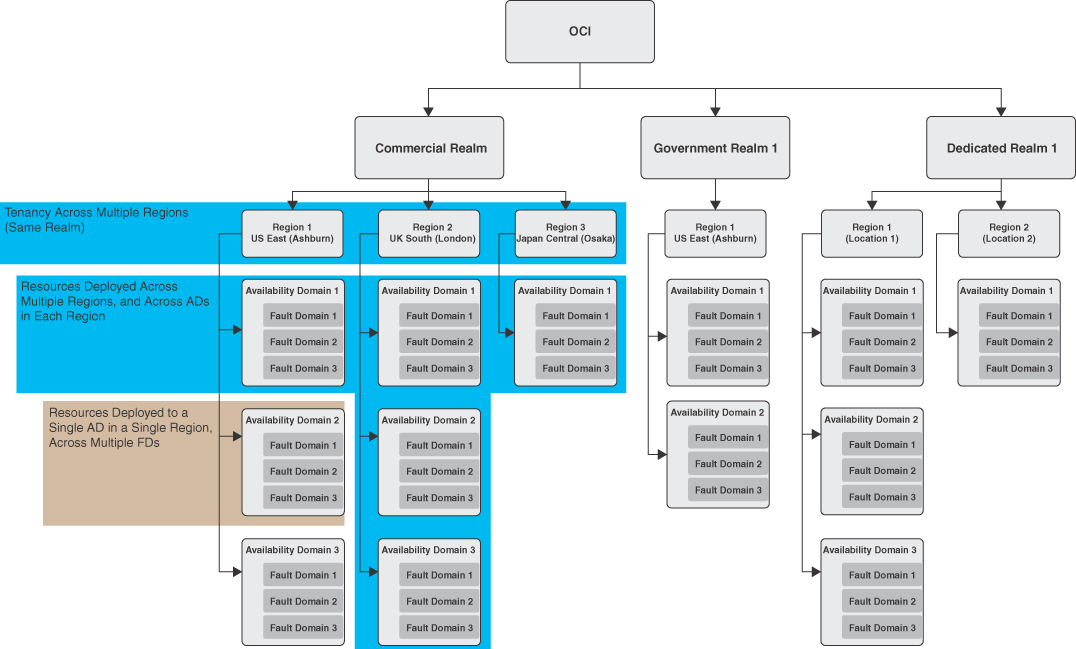 OCI
Commercial Realm
Government Realm 1
Dedicated Realm 1
Tenancy Across Multiple Regions
(Same Realm)
Region 1
US East (Ashburn)
Region 2
UK South (London)
Region 3
Japan Central (Osaka)
Region 1
US East (Ashburn)
Region 1
(Location 1)
Region 2
(Location 2)
Resources Deployed Across
Multiple Regions, and Across ADs
in Each Region
Availability Domain 1
Fault Domain 1
Fault Domain 2
Fault Domain 3
Availability Domain 1
Fault Domain 1
Fault Domain 2
Fault Domain 3
Availability Domain 1
Fault Domain 1
Fault Domain 2
Fault Domain 3
Availability Domain 1
Fault Domain 1
Fault Domain 2
Fault Domain 3
Availability Domain 1
Fault Domain 1
Fault Domain 2
Fault Domain 3
Availability Domain 1
Fault Domain 1
Fault Domain 2
Fault Domain 3
Resources Deployed to a
Single AD in a Single Region,
Across Multiple FDs
Availability Domain 2
Fault Domain 1
Fault Domain 2
Fault Domain 3
Availability Domain 2
Fault Domain 1
Fault Domain 2
Fault Domain 3
Availability Domain 2
Fault Domain 1
Fault Domain 2
Fault Domain 3
Availability Domain 2
Fault Domain 1
Fault Domain 2
Fault Domain 3
Availability Domain 3
Fault Domain 1
Fault Domain 2
Fault Domain 3
Availability Domain 3
Fault Domain 1
Fault Domain 2
Fault Domain 3
Availability Domain 3
Fault Domain 1
Fault Domain 2
Fault Domain 3